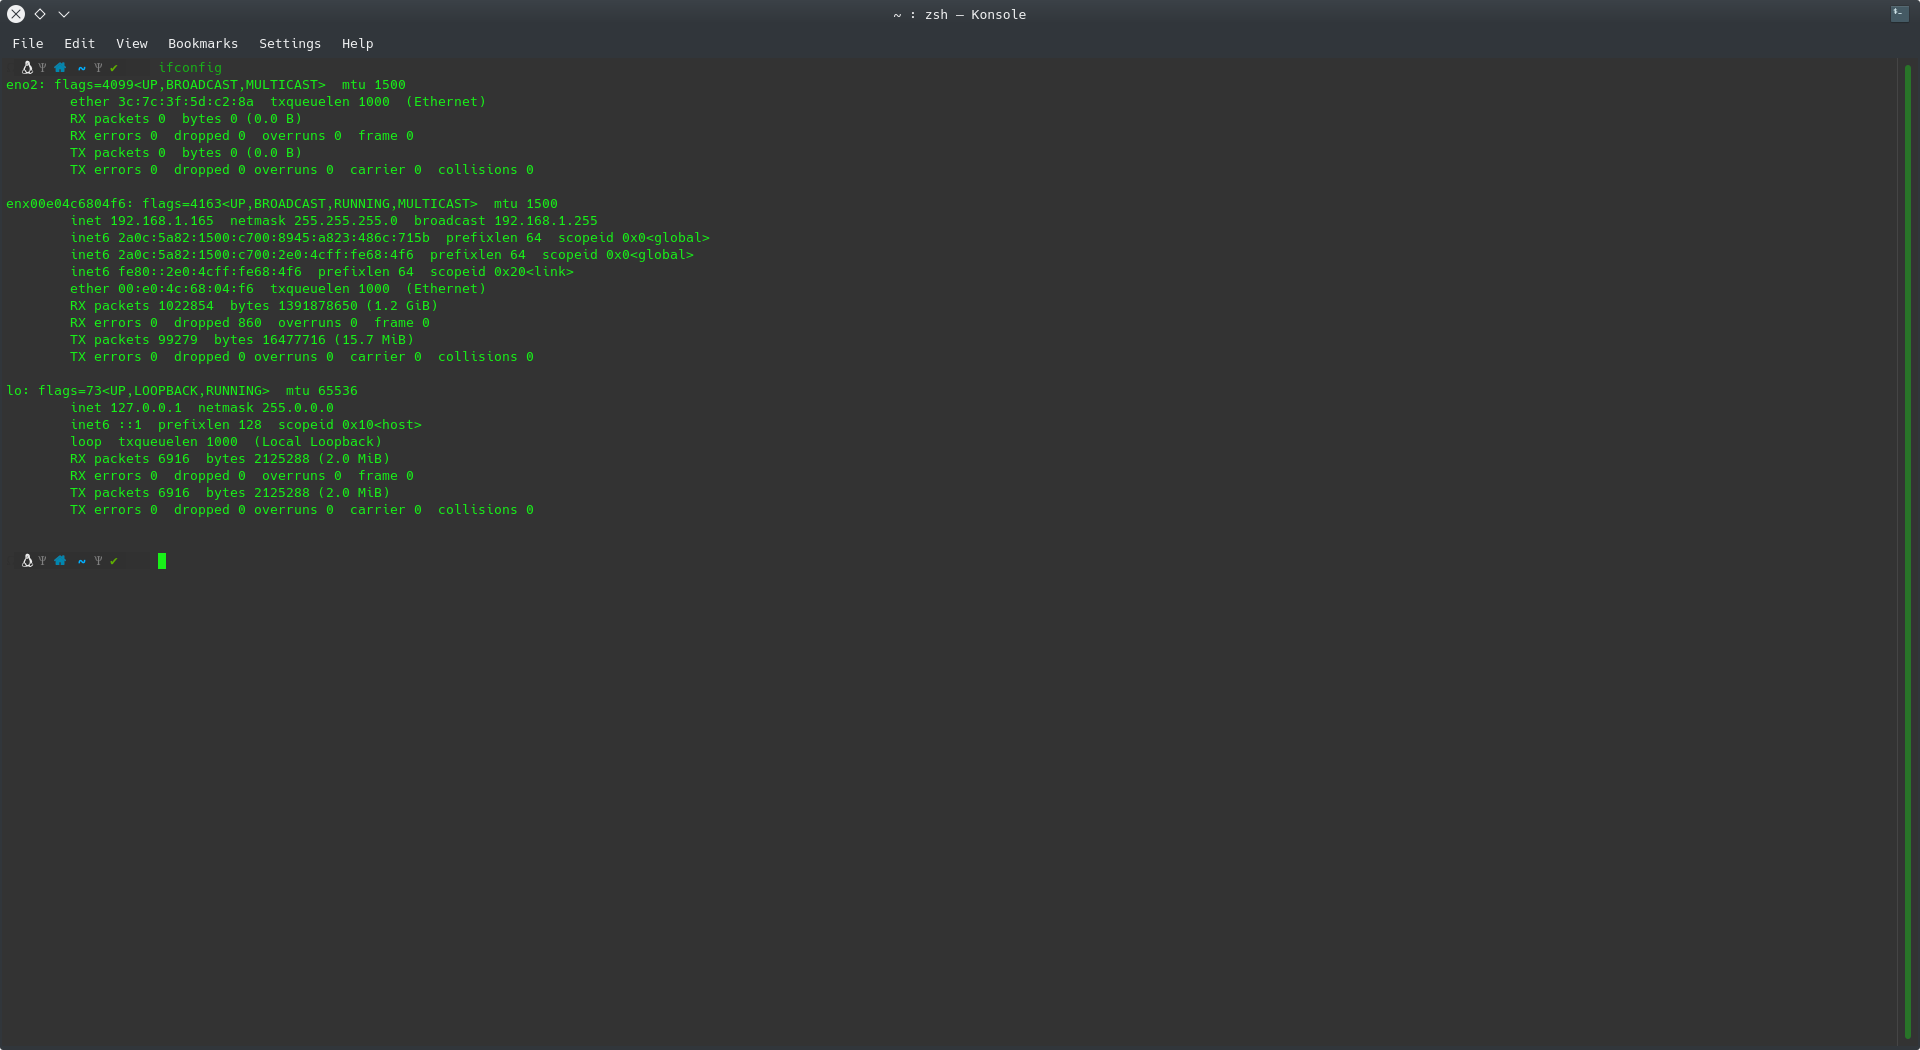 ~ : zsh — Konsole
File Edit View Bookmarks Settings Help
~ ✔ ifconfig
eno2: flags=4099<UP,BROADCAST,MULTICAST>  mtu 1500
        ether 3c:7c:3f:5d:c2:8a  txqueuelen 1000  (Ethernet)
        RX packets 0  bytes 0 (0.0 B)
        RX errors 0  dropped 0  overruns 0  frame 0
        TX packets 0  bytes 0 (0.0 B)
        TX errors 0  dropped 0 overruns 0  carrier 0  collisions 0

enx00e04c6804f6: flags=4163<UP,BROADCAST,RUNNING,MULTICAST>  mtu 1500
        inet 192.168.1.165  netmask 255.255.255.0  broadcast 192.168.1.255
        inet6 2a0c:5a82:1500:c700:8945:a823:486c:715b  prefixlen 64  scopeid 0x0<global>
        inet6 2a0c:5a82:1500:c700:2e0:4cff:fe68:4f6  prefixlen 64  scopeid 0x0<global>
        inet6 fe80::2e0:4cff:fe68:4f6  prefixlen 64  scopeid 0x20<link>
        ether 00:e0:4c:68:04:f6  txqueuelen 1000  (Ethernet)
        RX packets 1022854  bytes 1391878650 (1.2 GiB)
        RX errors 0  dropped 860  overruns 0  frame 0
        TX packets 99279  bytes 16477716 (15.7 MiB)
        TX errors 0  dropped 0 overruns 0  carrier 0  collisions 0

lo: flags=73<UP,LOOPBACK,RUNNING>  mtu 65536
        inet 127.0.0.1  netmask 255.0.0.0
        inet6 ::1  prefixlen 128  scopeid 0x10<host>
        loop  txqueuelen 1000  (Local Loopback)
        RX packets 6916  bytes 2125288 (2.0 MiB)
        RX errors 0  dropped 0  overruns 0  frame 0
        TX packets 6916  bytes 2125288 (2.0 MiB)
        TX errors 0  dropped 0 overruns 0  carrier 0  collisions 0

~ ✔